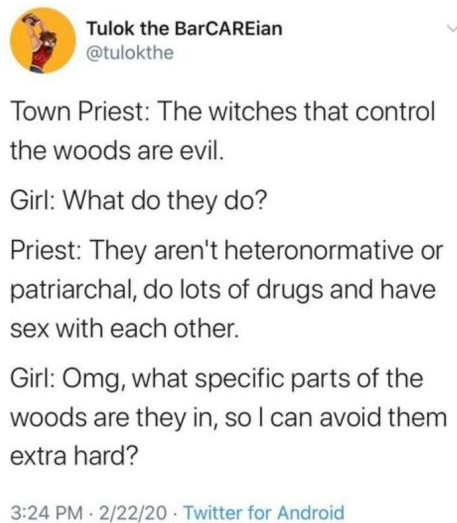 Tulok the BarCAREian
@tulokthe
Town Priest: The witches that control
the woods are evil.
Girl: What do they do?
Priest: They aren't heteronormative or
patriarchal, do lots of drugs and have
sex with each other.
Girl: Omg, what specific parts of the
woods are they in, so I can avoid them
extra hard?
3:24 PM · 2/22/20 · Twitter for Android